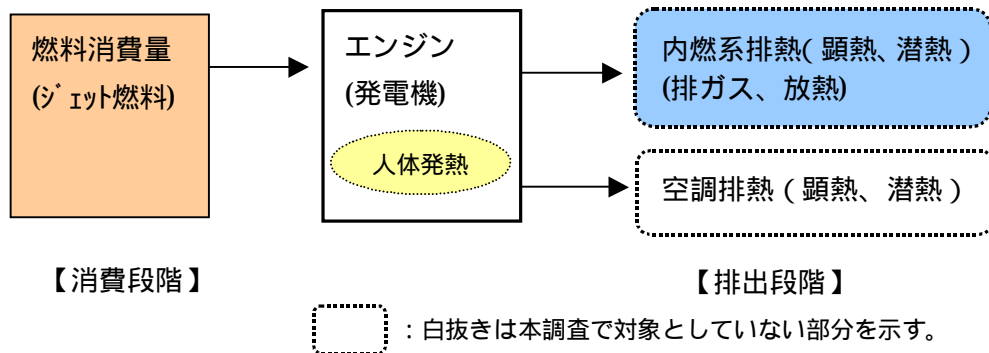 燃料消費量
(ｼﾞｪｯﾄ燃料)
エンジン
(発電機)
人体発熱
内燃系排熱(顕熱、潜熱)
(排ガス、放熱)
空調排熱(顕熱、潜熱)
【消費段階】
【排出段階】
:白抜きは本調査で対象としていない部分を示す。